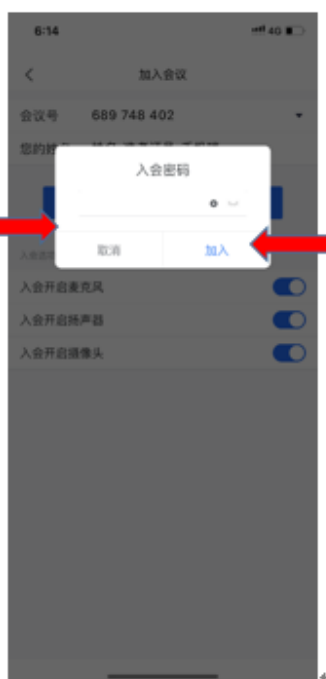 6:14 4G
加入会议
会议号 689 748 402
您的姓
入会密码
取消 加入
入会开启麦克风
入会开启扬声器
入会开启摄像头